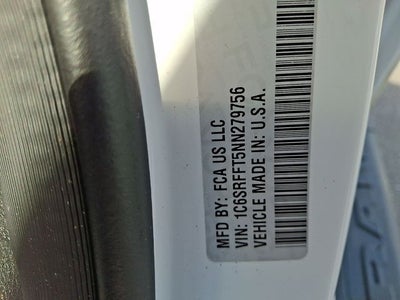 MFD BY: FCA US LLC
VIN: 1C6SRFFT5NN279756
VEHICLE MADE IN: U.S.A.